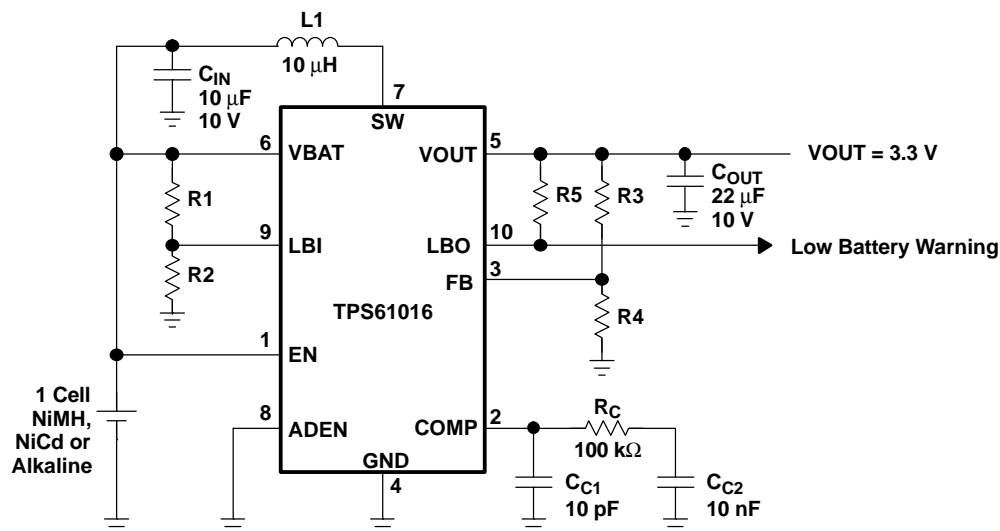 L1
10 μH
C_IN
10 μF
10 V
7
SW
6
VBAT
VOUT
5
VOUT = 3.3 V
R1
R5
R3
C_OUT
22 μF
10 V
9
LBI
LBO
10
Low Battery Warning
R2
FB
3
TPS61016
R4
1
EN
1 Cell
NiMH,
NiCd or
Alkaline
8
ADEN
COMP
2
R_C
100 kΩ
GND
4
C_C1
10 pF
C_C2
10 nF